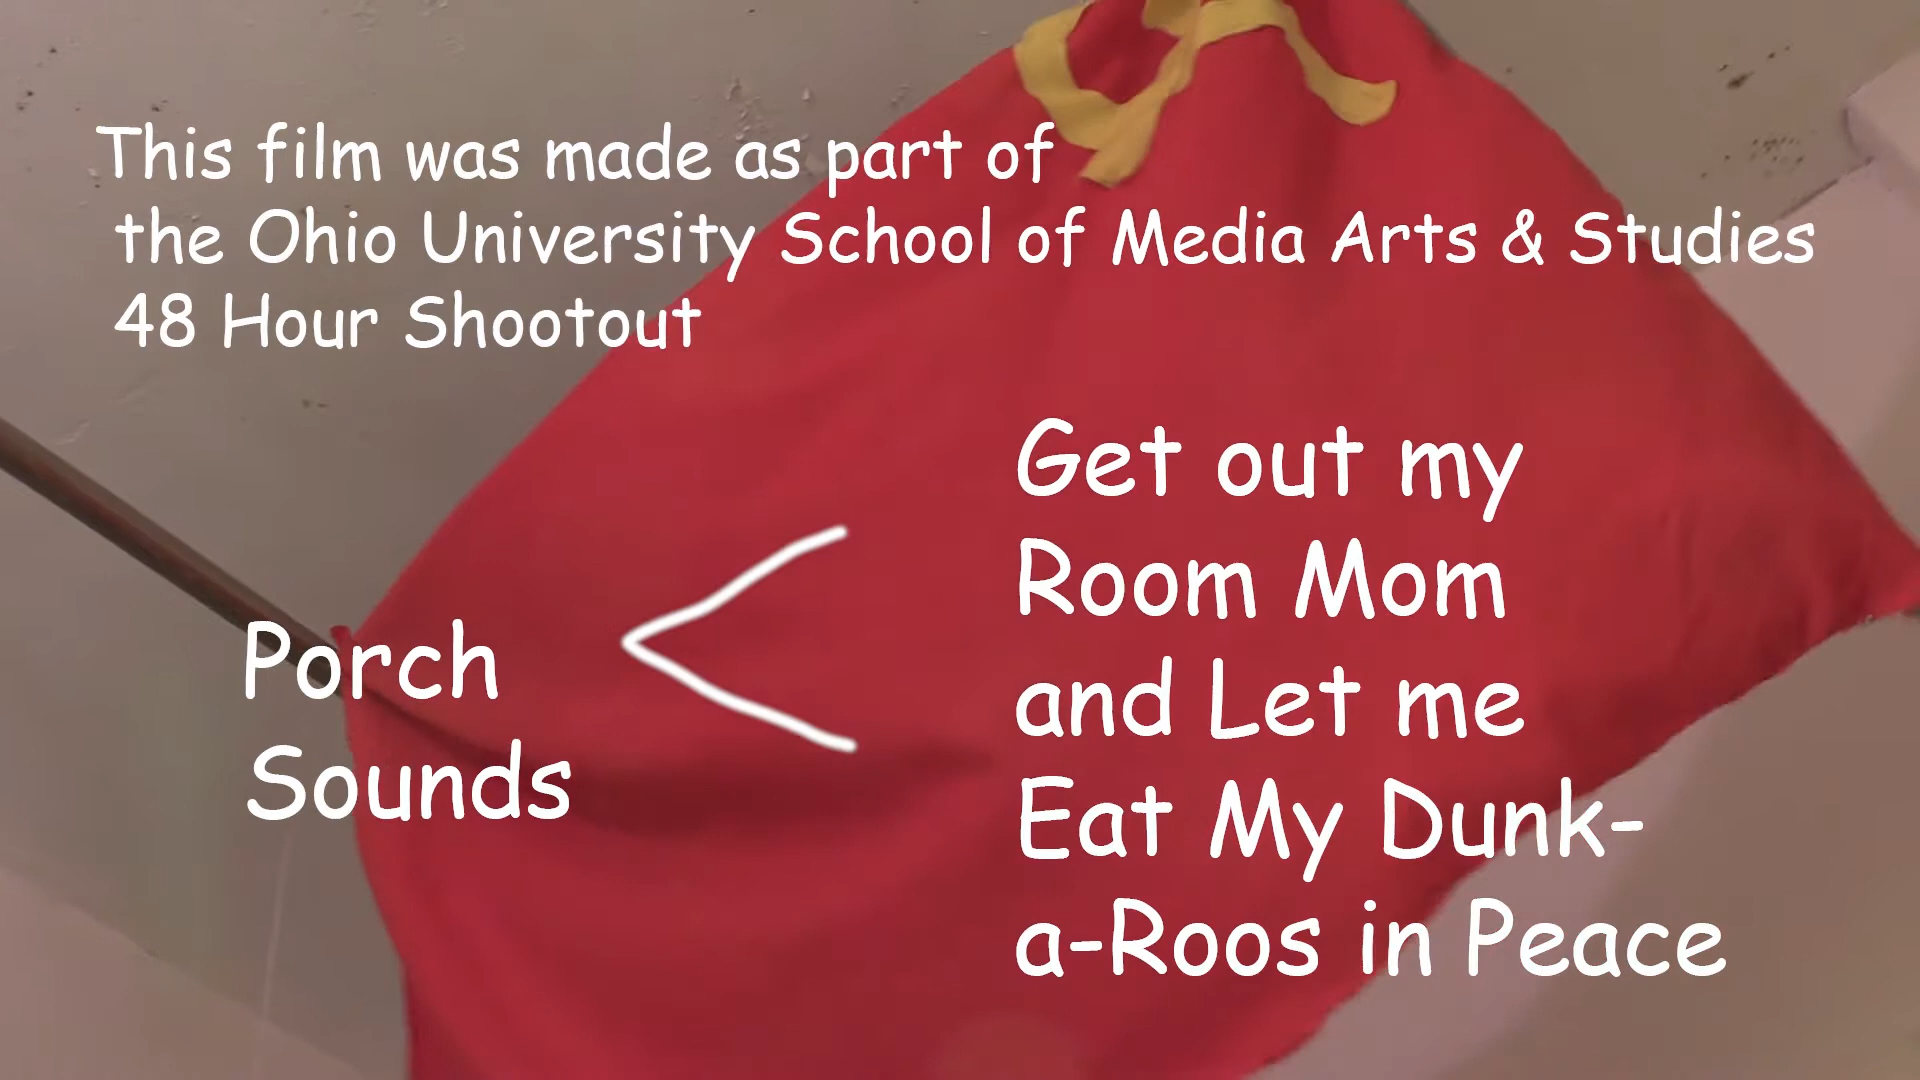 This film was made as part of
the Ohio University School of Media Arts & Studies
48 Hour Shootout
Porch
Sounds
<
Get out my
Room Mom
and Let me
Eat My Dunk-
a-Roos in Peace